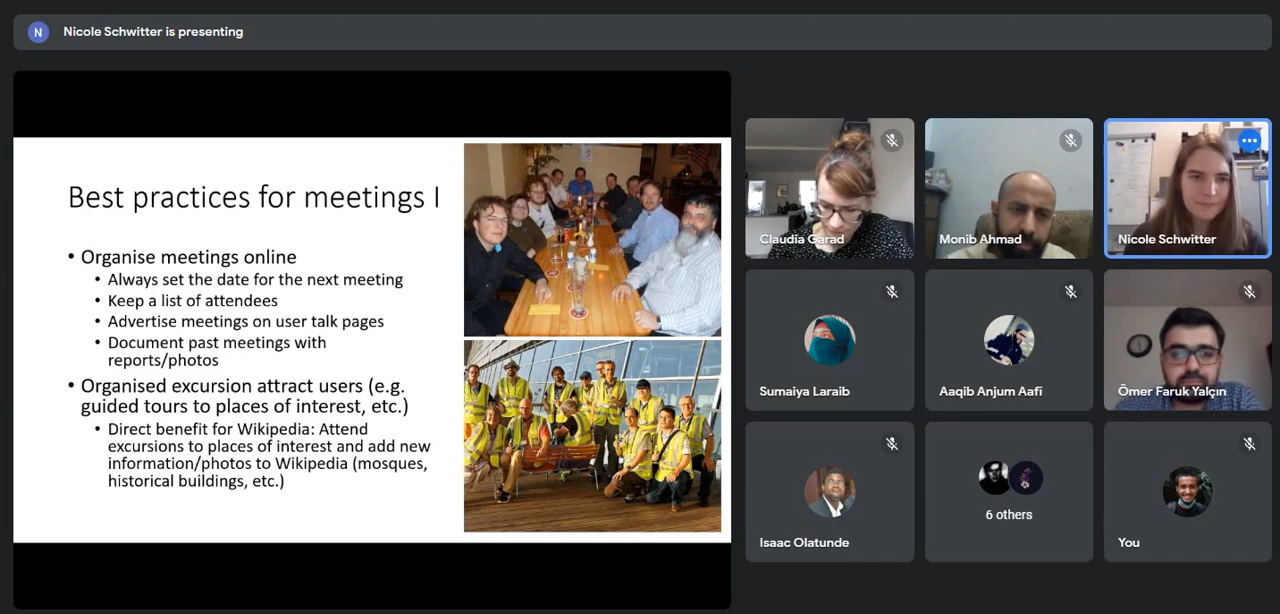 N Nicole Schwitter is presenting
Best practices for meetings I
• Organise meetings online
• Always set the date for the next meeting
• Keep a list of attendees
• Advertise meetings on user talk pages
• Document past meetings with
reports/photos
• Organised excursion attract users (e.g.
guided tours to places of interest, etc.)
• Direct benefit for Wikipedia: Attend
excursions to places of interest and add new
information/photos to Wikipedia (mosques,
historical buildings, etc.)
Claudia Garad
Monib Ahmad
Nicole Schwitter
Sumaiya Laraib
Aaqib Anjum Aafī
Ömer Faruk Yalçın
Isaac Olatunde
6 others
You